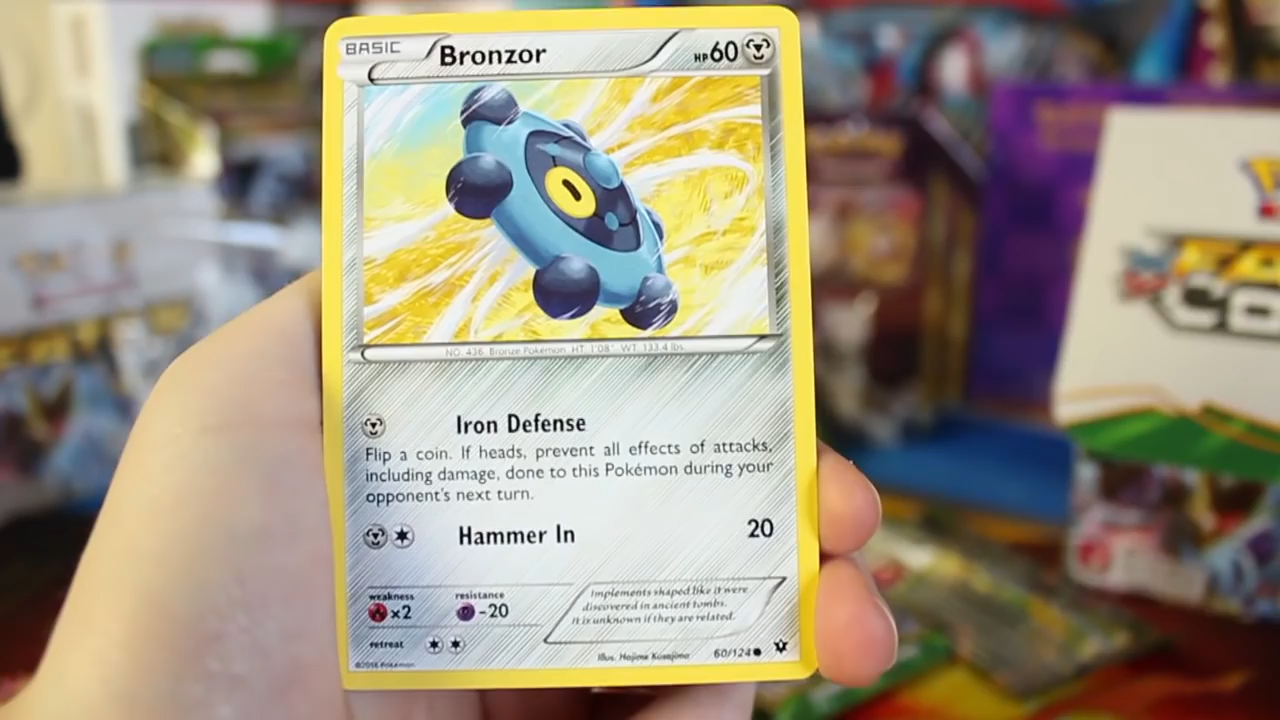 BASIC Bronzor HP60
NO. 436 Bronze Pokémon HT 1'08" WT 133.4 lbs
Iron Defense
Flip a coin. If heads, prevent all effects of attacks,
including damage, done to this Pokémon during your
opponent's next turn.
Hammer In 20
weakness resistance
×2 -20
Implements shaped like it were
discovered in ancient tombs.
It is unknown if they are related.
retreat
Illus. Hajime Kusajima 60/124
©2016 Pokémon